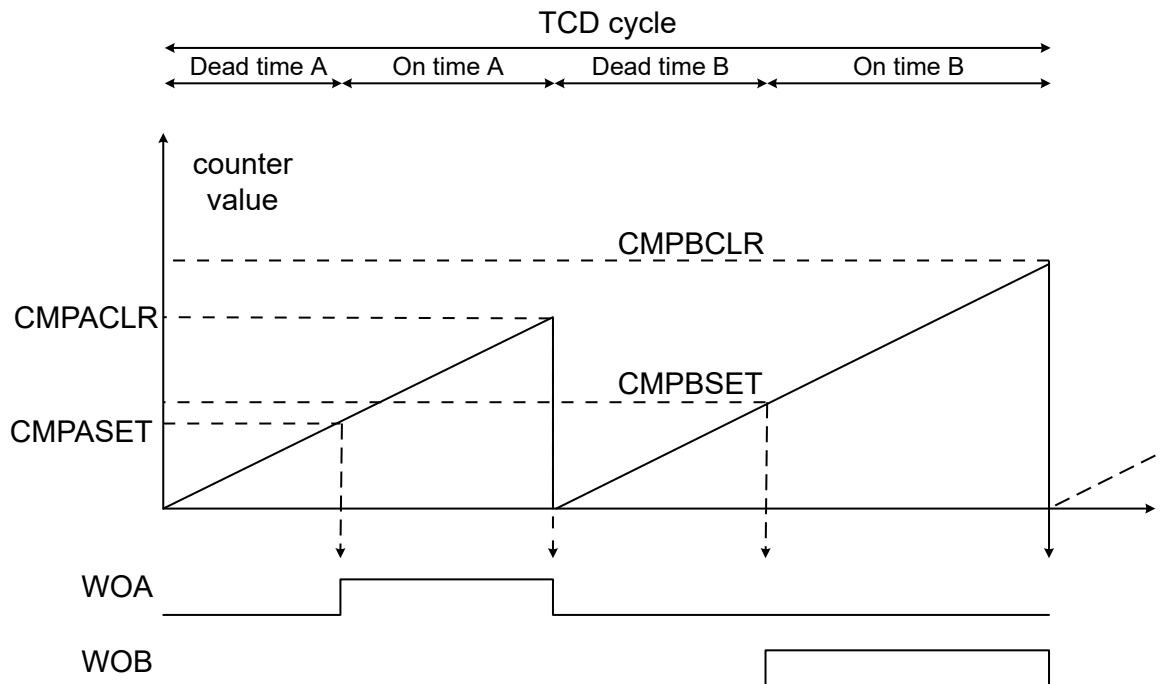 TCD cycle
Dead time A
On time A
Dead time B
On time B
counter
value
CMPBCLR
CMPACLR
CMPBSET
CMPASET
WOA
WOB